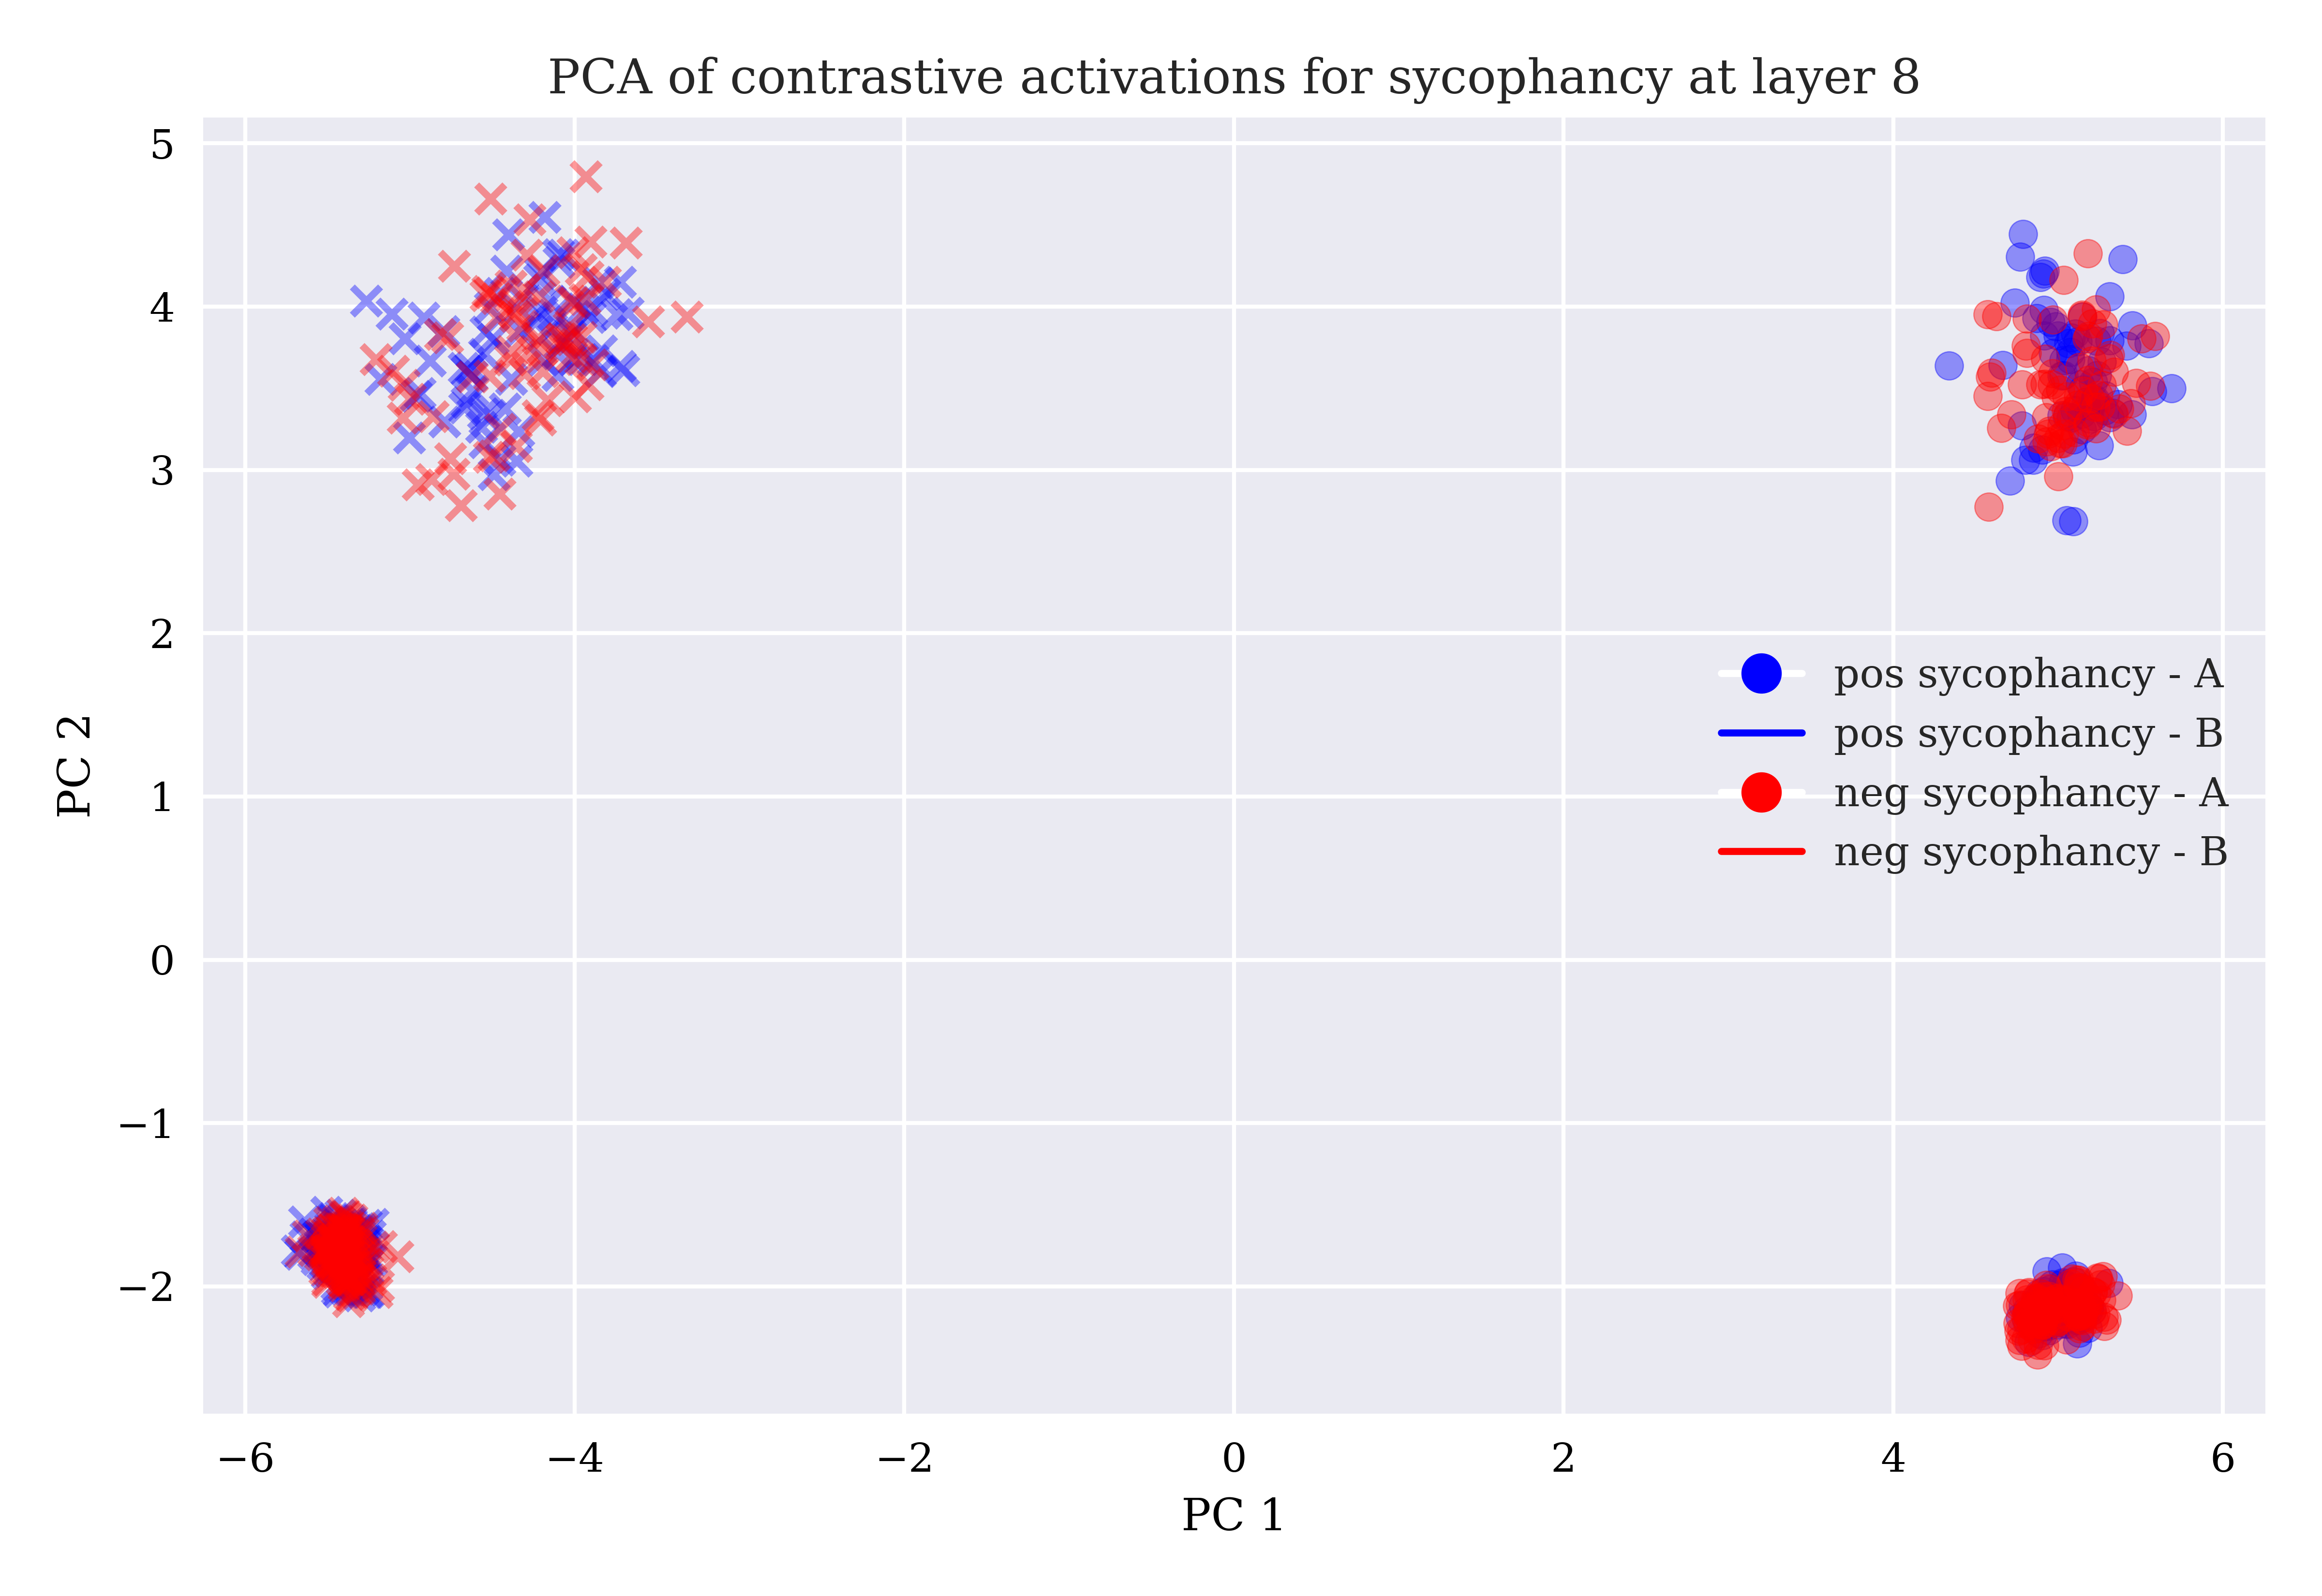 PCA of contrastive activations for sycophancy at layer 8
5
4
3
2
1
0
−1
−2
PC 2
pos sycophancy - A
pos sycophancy - B
neg sycophancy - A
neg sycophancy - B
−6 −4 −2 0 2 4 6
PC 1